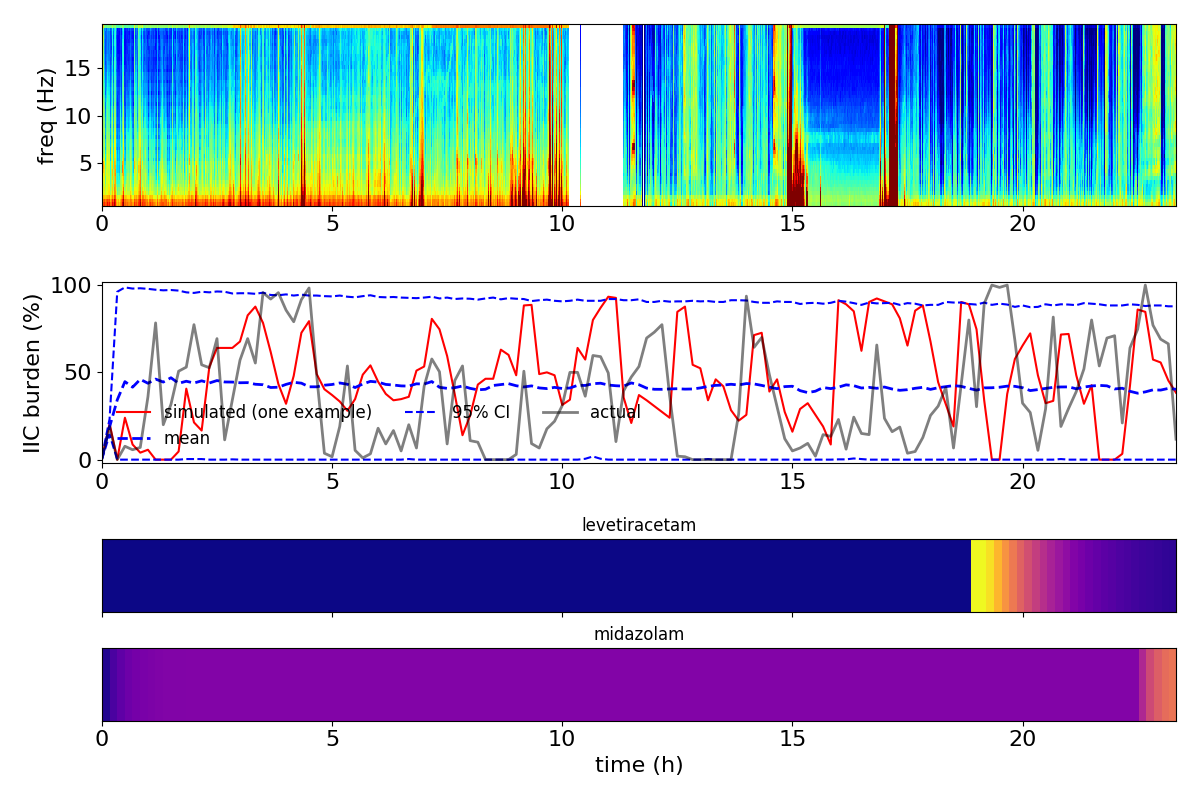 freq (Hz)
15
10
5
0 5 10 15 20
IIC burden (%)
100
50
0
simulated (one example) 95% CI actual
mean
0 5 10 15 20
levetiracetam
midazolam
0 5 10 15 20
time (h)